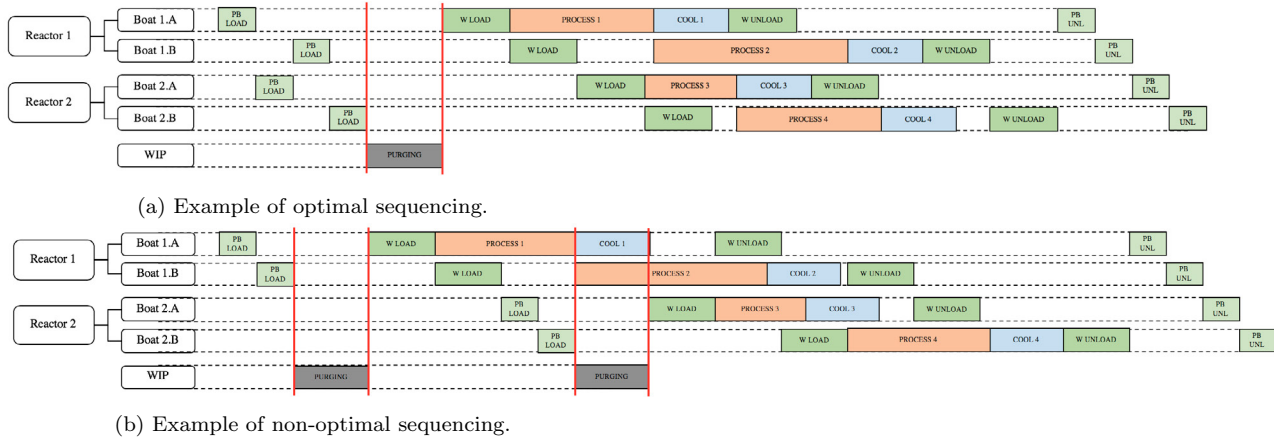 Reactor 1
Boat 1.A
PB
LOAD
W LOAD
PROCESS 1
COOL 1
W UNLOAD
PB
UNL
Boat 1.B
PB
LOAD
W LOAD
PROCESS 2
COOL 2
W UNLOAD
PB
UNL
Reactor 2
Boat 2.A
PB
LOAD
W LOAD
PROCESS 3
COOL 3
W UNLOAD
PB
UNL
Boat 2.B
PB
LOAD
W LOAD
PROCESS 4
COOL 4
W UNLOAD
PB
UNL
WIP
PURGING
(a) Example of optimal sequencing.
Reactor 1
Boat 1.A
PB
LOAD
W LOAD
PROCESS 1
COOL 1
W UNLOAD
PB
UNL
Boat 1.B
PB
LOAD
W LOAD
PROCESS 2
COOL 2
W UNLOAD
PB
UNL
Reactor 2
Boat 2.A
PB
LOAD
W LOAD
PROCESS 3
COOL 3
W UNLOAD
PB
UNL
Boat 2.B
PB
LOAD
W LOAD
PROCESS 4
COOL 4
W UNLOAD
PB
UNL
WIP
PURGING
PURGING
(b) Example of non-optimal sequencing.